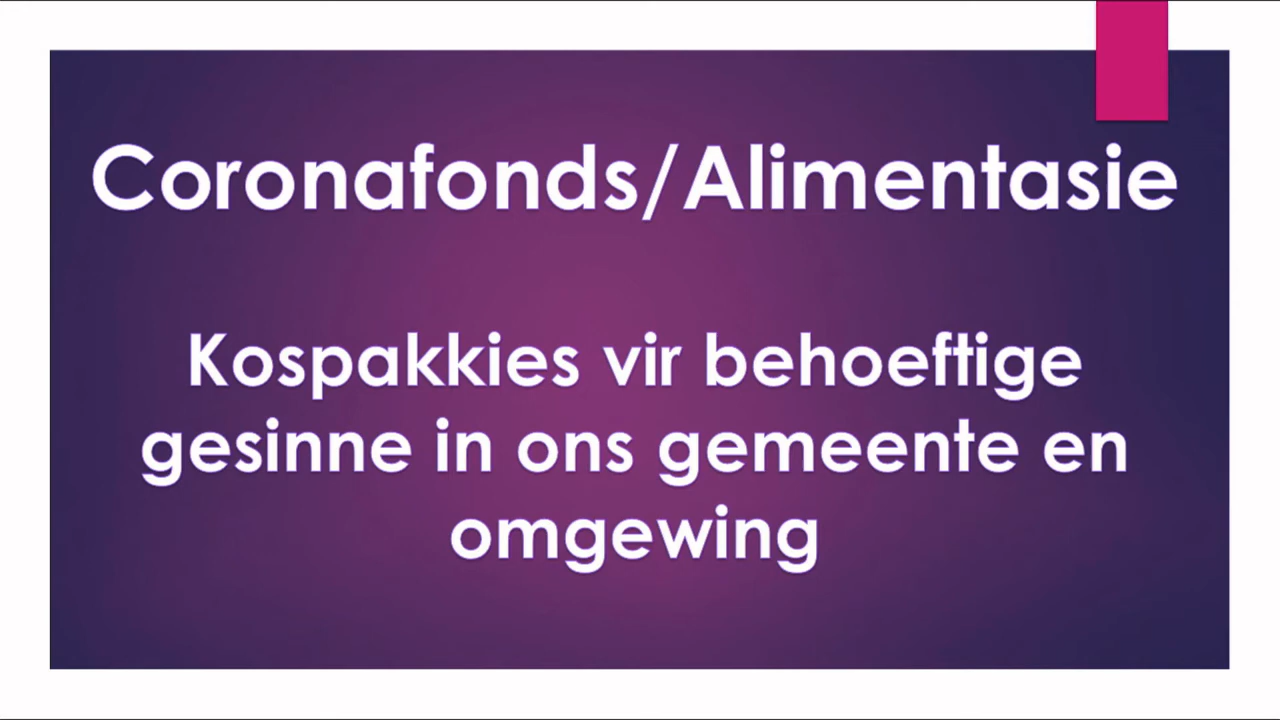 Coronafonds/Alimentasie
Kospakkies vir behoeftige
gesinne in ons gemeente en
omgewing